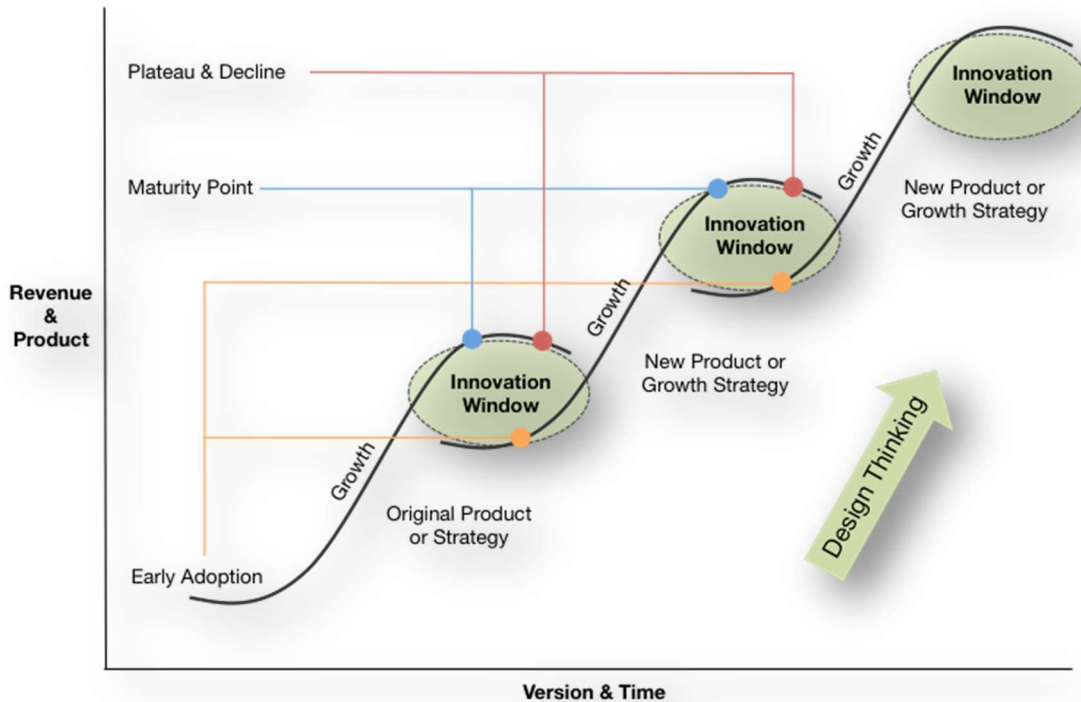 Plateau & Decline
Innovation
Window
Maturity Point
Growth
New Product or
Growth Strategy
Innovation
Window
Revenue
&
Product
Growth
New Product or
Growth Strategy
Innovation
Window
Design Thinking
Growth
Original Product
or Strategy
Early Adoption
Version & Time